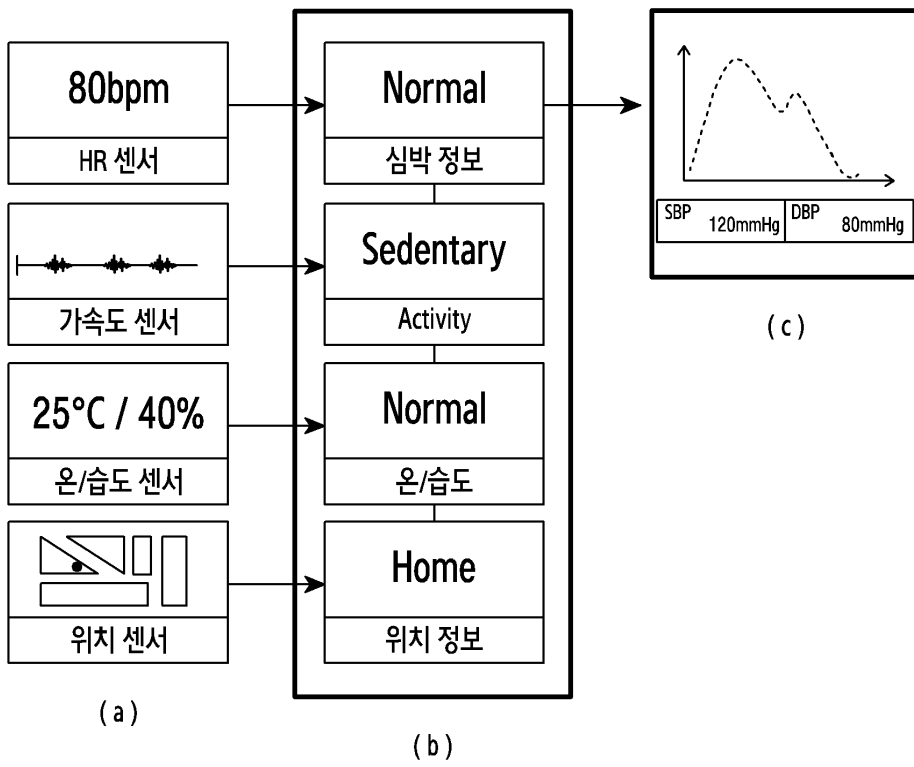 80bpm
HR 센서
가속도 센서
25°C / 40%
온/습도 센서
위치 센서
(a)
Normal
심박 정보
Sedentary
Activity
Normal
온/습도
Home
위치 정보
(b)
SBP
120mmHg
DBP
80mmHg
(c)